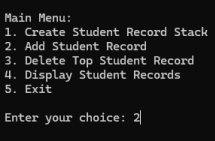 Main Menu:
1. Create Student Record Stack
2. Add Student Record
3. Delete Top Student Record
4. Display Student Records
5. Exit
Enter your choice: 2